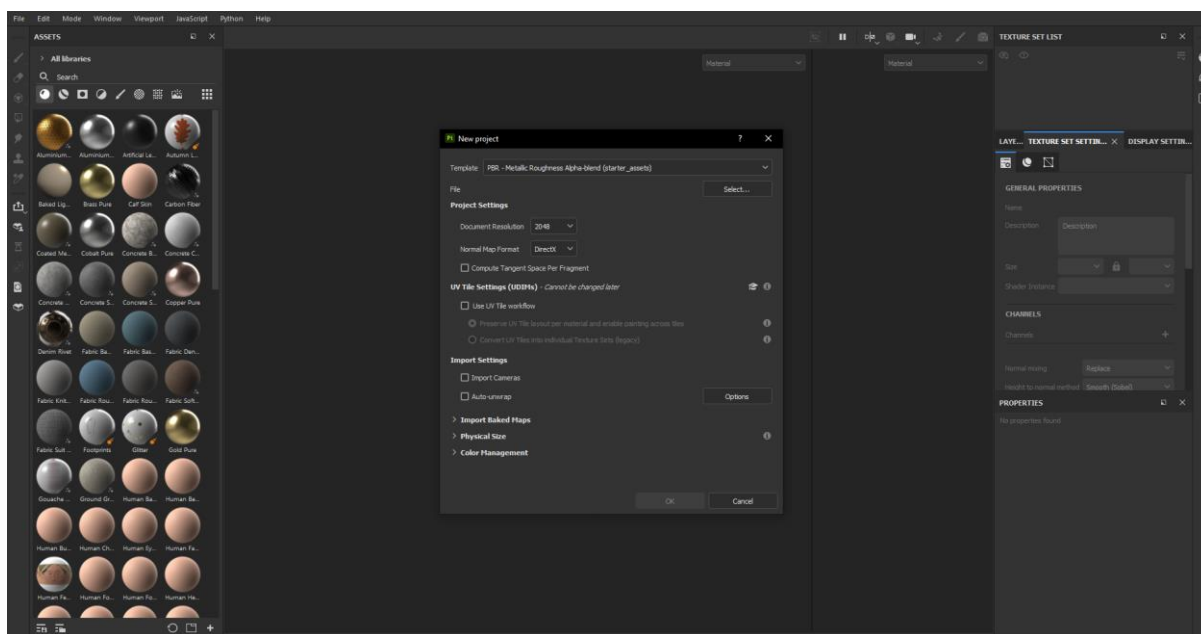 File Edit Mode Window Viewport JavaScript Python Help
ASSETS
All libraries
Search
Aluminium... Aluminium... Artificial Le... Autumn L...
Baked Lig... Brass Pure Calf Skin Carbon Fiber
Coated Me... Cobalt Pure Concrete B... Concrete C...
Concrete ... Concrete S... Concrete S... Copper Pure
Denim Rivet Fabric Ba... Fabric Bas... Fabric Den...
Fabric Knit... Fabric Rou... Fabric Rou... Fabric Soft...
Fabric Suit ... Footprints Glitter Gold Pure
Gouache ... Ground Gr... Human Ba... Human Be...
Human Bu... Human Ch... Human Ey... Human Fa...
Human Fe... Human Fo... Human Fo... Human He...
Material
Material
Pt New project ? X
Template PBR - Metallic Roughness Alpha-blend (starter_assets)
File Select...
Project Settings
Document Resolution 2048
Normal Map Format DirectX
Compute Tangent Space Per Fragment
UV Tile Settings (UDIMs) - Cannot be changed later
Use UV Tile workflow
Preserve UV Tile layout per material and enable painting across tiles
Convert UV Tiles into individual Texture Sets (legacy)
Import Settings
Import Cameras
Auto-unwrap Options
Import Baked Maps
Physical Size
Color Management
OK Cancel
TEXTURE SET LIST
LAYE... TEXTURE SET SETTIN... DISPLAY SETTIN...
GENERAL PROPERTIES
Name
Description Description
Size
Shader Instance
CHANNELS
Channels
Normal mixing Replace
Height to normal method Smooth (Sobel)
PROPERTIES
No properties found